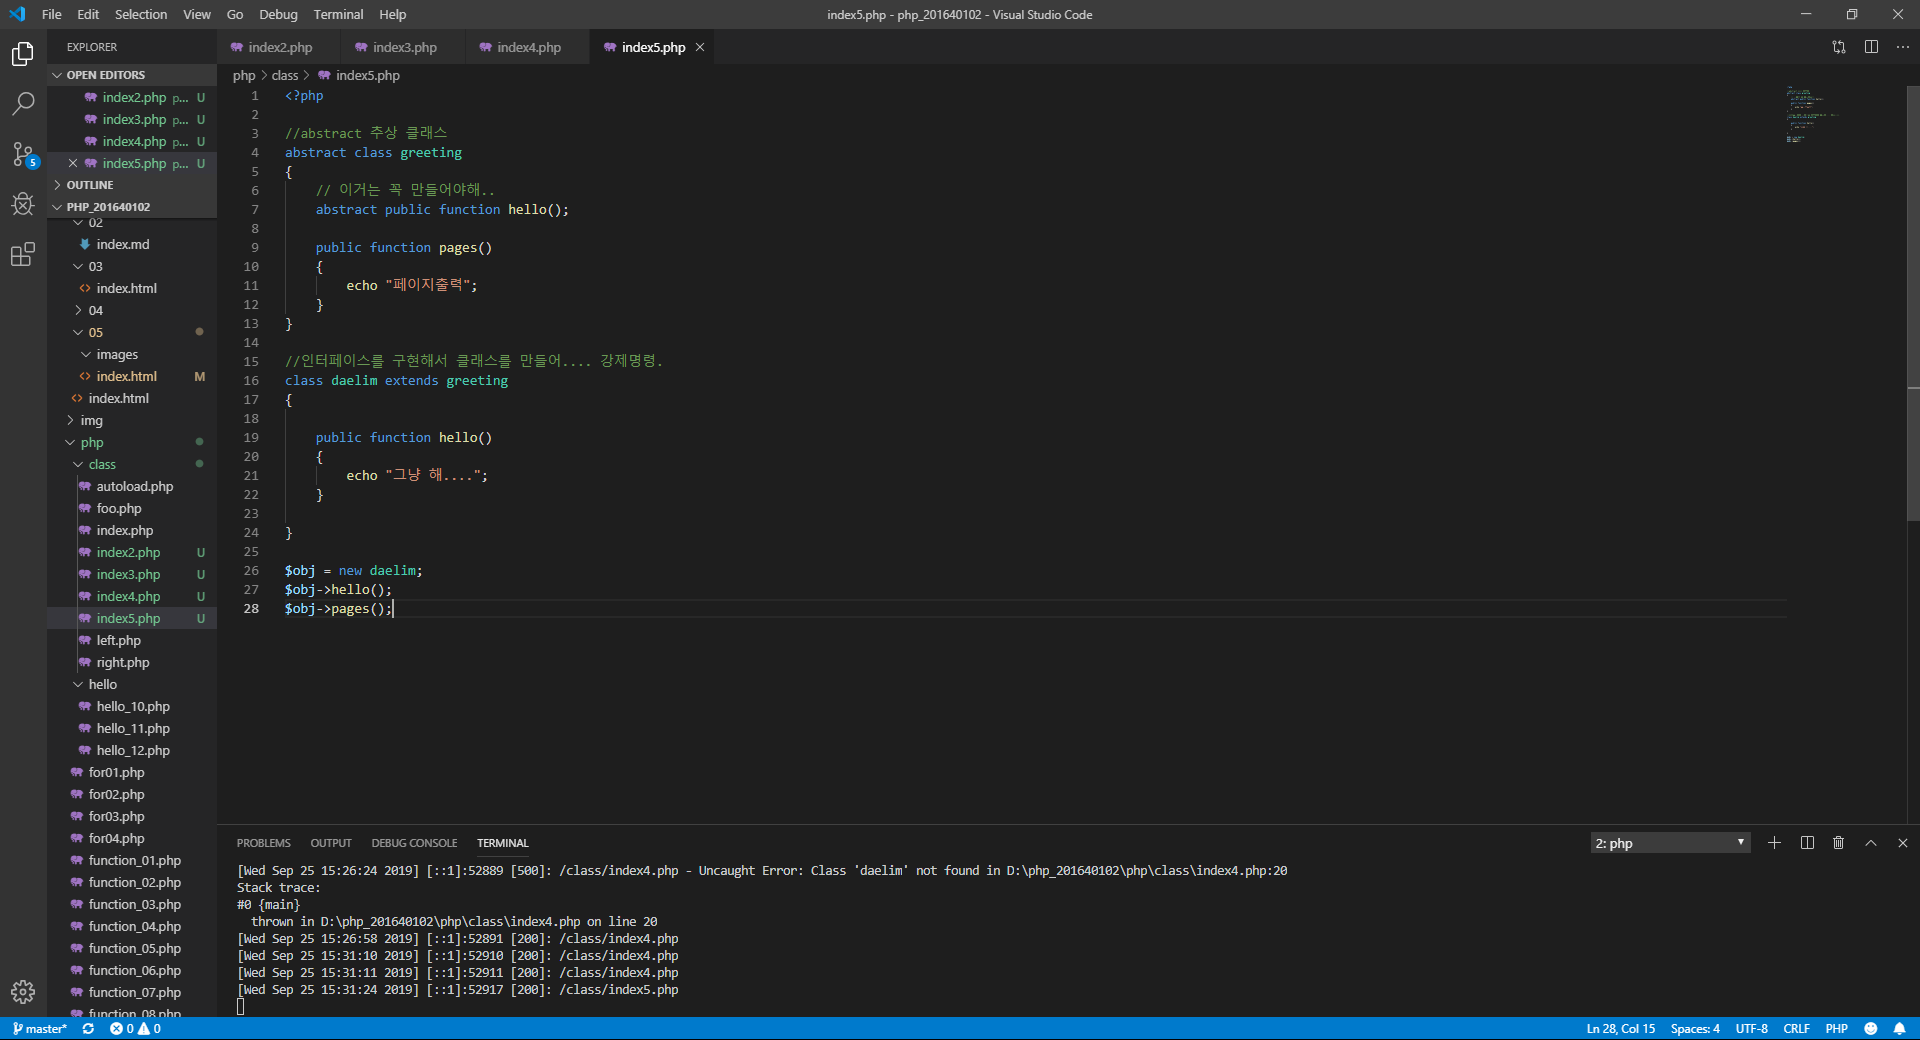 File Edit Selection View Go Debug Terminal Help
index5.php - php_201640102 - Visual Studio Code
EXPLORER
OPEN EDITORS
index2.php p... U
index3.php p... U
index4.php p... U
index5.php p... U
OUTLINE
PHP_201640102
02
index.md
03
index.html
04
05
images
index.html M
index.html
img
php
class
autoload.php
foo.php
index.php
index2.php U
index3.php U
index4.php U
index5.php U
left.php
right.php
hello
hello_10.php
hello_11.php
hello_12.php
for01.php
for02.php
for03.php
for04.php
function_01.php
function_02.php
function_03.php
function_04.php
function_05.php
function_06.php
function_07.php
function_08.php
5
index2.php index3.php index4.php index5.php
php > class > index5.php
1 <?php
2
3 //abstract 추상 클래스
4 abstract class greeting
5 {
6 // 이거는 꼭 만들어야해..
7 abstract public function hello();
8
9 public function pages()
10 {
11 echo "페이지출력";
12 }
13 }
14
15 //인터페이스를 구현해서 클래스를 만들어.... 강제명령.
16 class daelim extends greeting
17 {
18
19 public function hello()
20 {
21 echo "그냥 해....";
22 }
23
24 }
25
26 $obj = new daelim;
27 $obj->hello();
28 $obj->pages();
PROBLEMS OUTPUT DEBUG CONSOLE TERMINAL
2: php
[Wed Sep 25 15:26:24 2019] [::1]:52889 [500]: /class/index4.php - Uncaught Error: Class 'daelim' not found in D:\php_201640102\php\class\index4.php:20
Stack trace:
#0 {main}
thrown in D:\php_201640102\php\class\index4.php on line 20
[Wed Sep 25 15:26:58 2019] [::1]:52891 [200]: /class/index4.php
[Wed Sep 25 15:31:10 2019] [::1]:52910 [200]: /class/index4.php
[Wed Sep 25 15:31:11 2019] [::1]:52911 [200]: /class/index4.php
[Wed Sep 25 15:31:24 2019] [::1]:52917 [200]: /class/index5.php
master* 0 0
Ln 28, Col 15 Spaces: 4 UTF-8 CRLF PHP